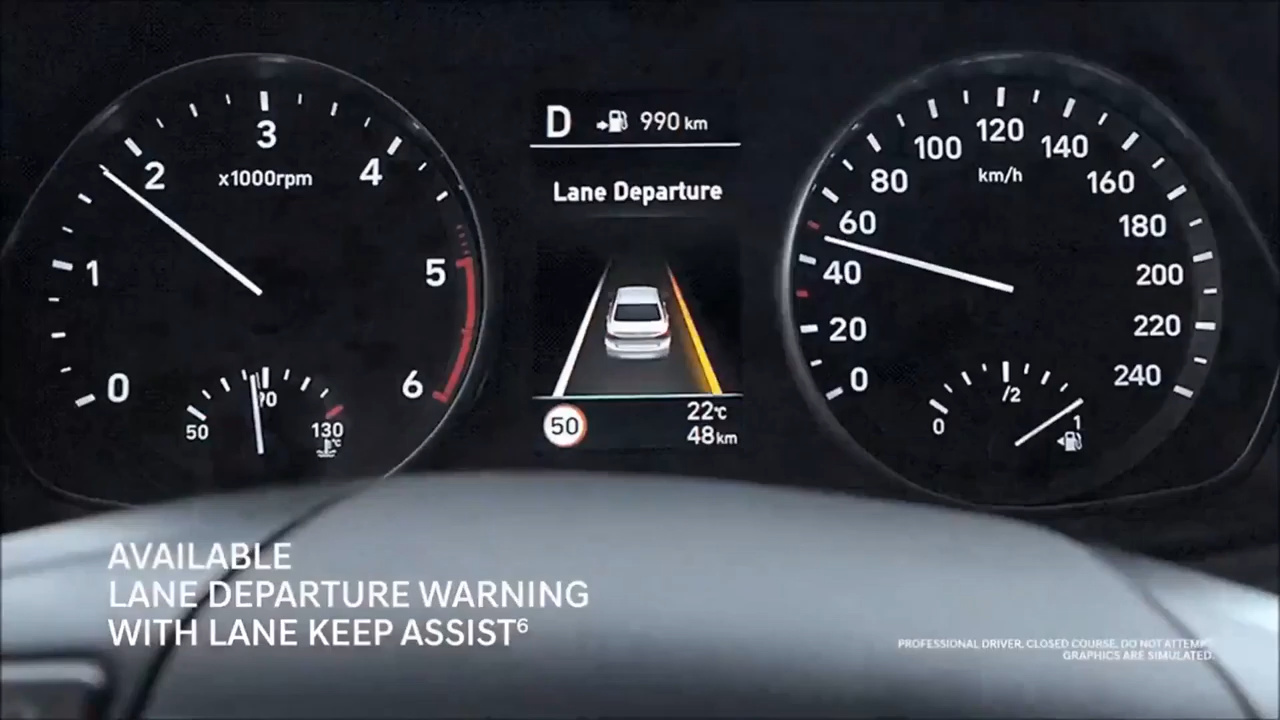 3
2
4
x1000rpm
1
5
0
6
50
90
130
°C
D 990 km
Lane Departure
50
22°C
48km
120
100
140
km/h
80
160
60
180
40
200
20
220
0
240
/2
0
1
AVAILABLE
LANE DEPARTURE WARNING
WITH LANE KEEP ASSIST⁶
PROFESSIONAL DRIVER, CLOSED COURSE. DO NOT
GRAPHICS ARE SIMULATED.